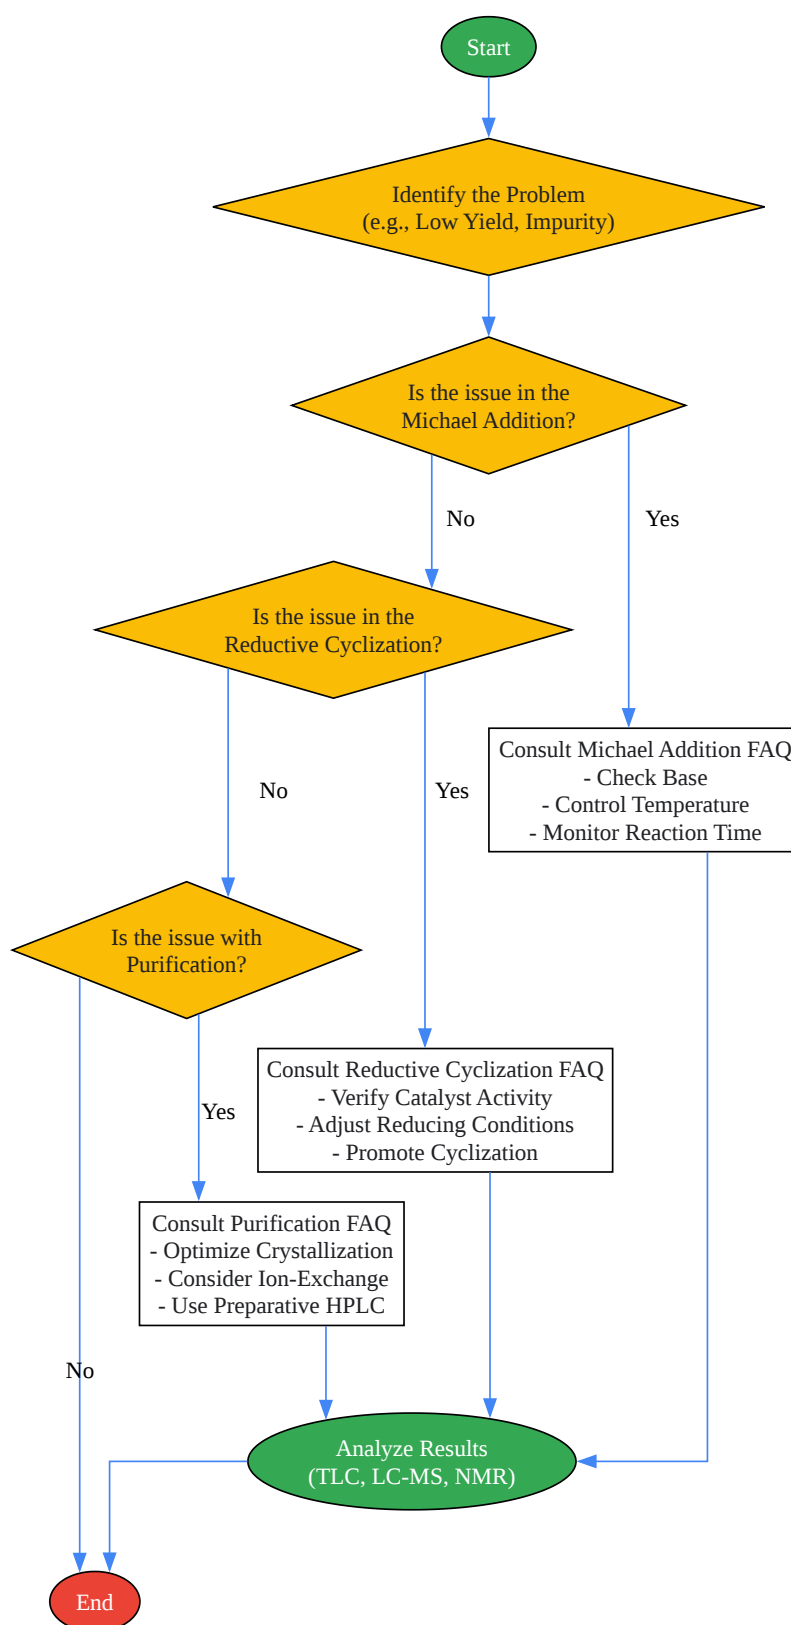 Start
Identify the Problem
(e.g., Low Yield, Impurity)
Is the issue in the
Michael Addition?
No
Yes
Is the issue in the
Reductive Cyclization?
Consult Michael Addition FAQ
- Check Base
- Control Temperature
- Monitor Reaction Time
No
Yes
Is the issue with
Purification?
Consult Reductive Cyclization FAQ
- Verify Catalyst Activity
- Adjust Reducing Conditions
- Promote Cyclization
Yes
Consult Purification FAQ
- Optimize Crystallization
- Consider Ion-Exchange
- Use Preparative HPLC
No
Analyze Results
(TLC, LC-MS, NMR)
End